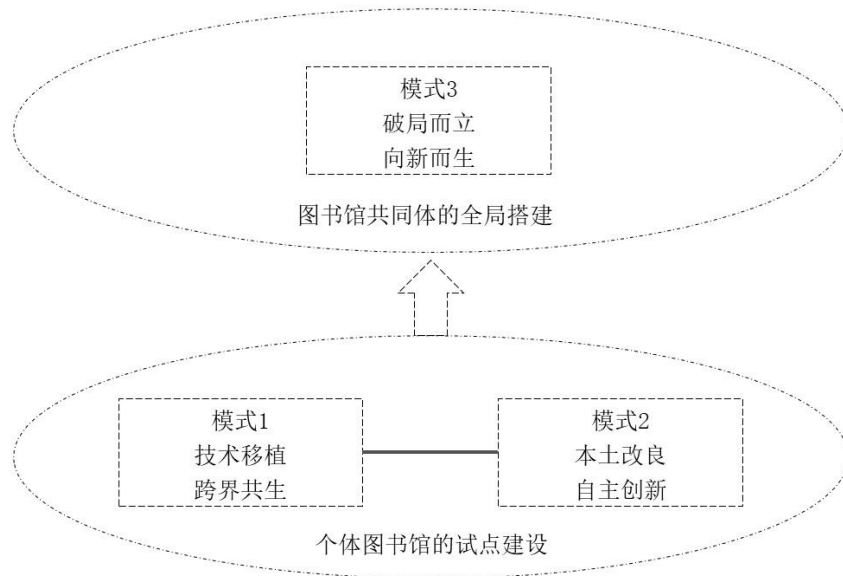 模式3
破局而立
向新而生
图书馆共同体的全局搭建
模式1
技术移植
跨界共生
模式2
本土改良
自主创新
个体图书馆的试点建设